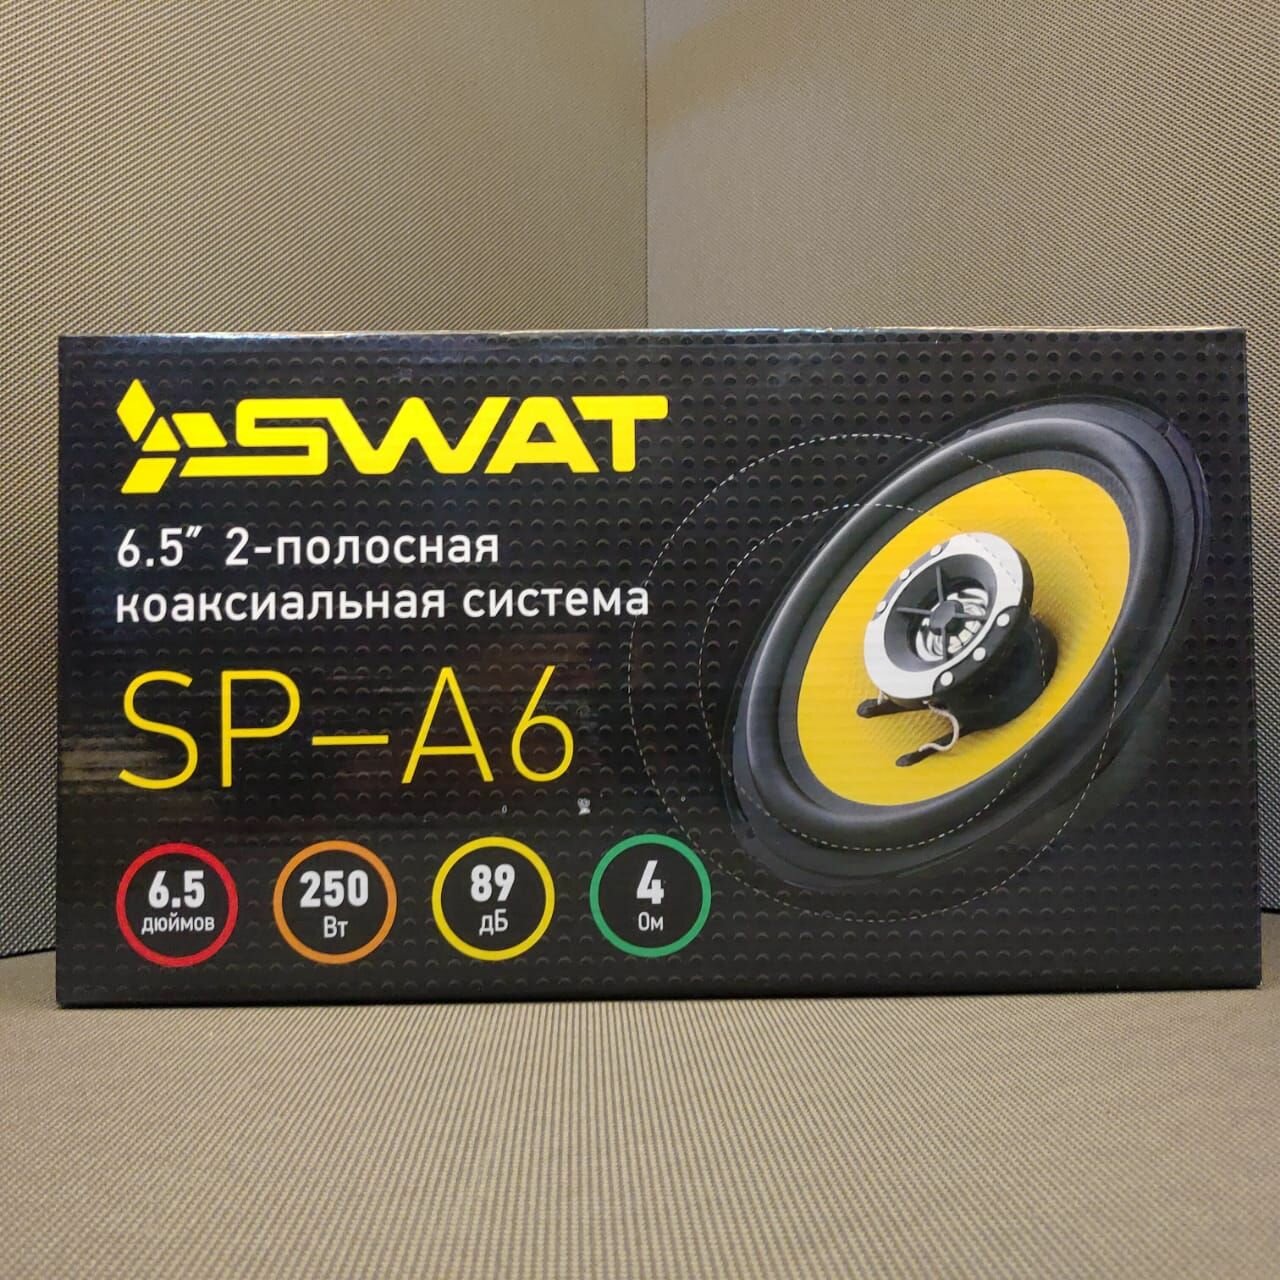 SWAT
6.5" 2-полосная
коаксиальная система
SP-A6
6.5
дюймов
250
Вт
89
дБ
4
Ом